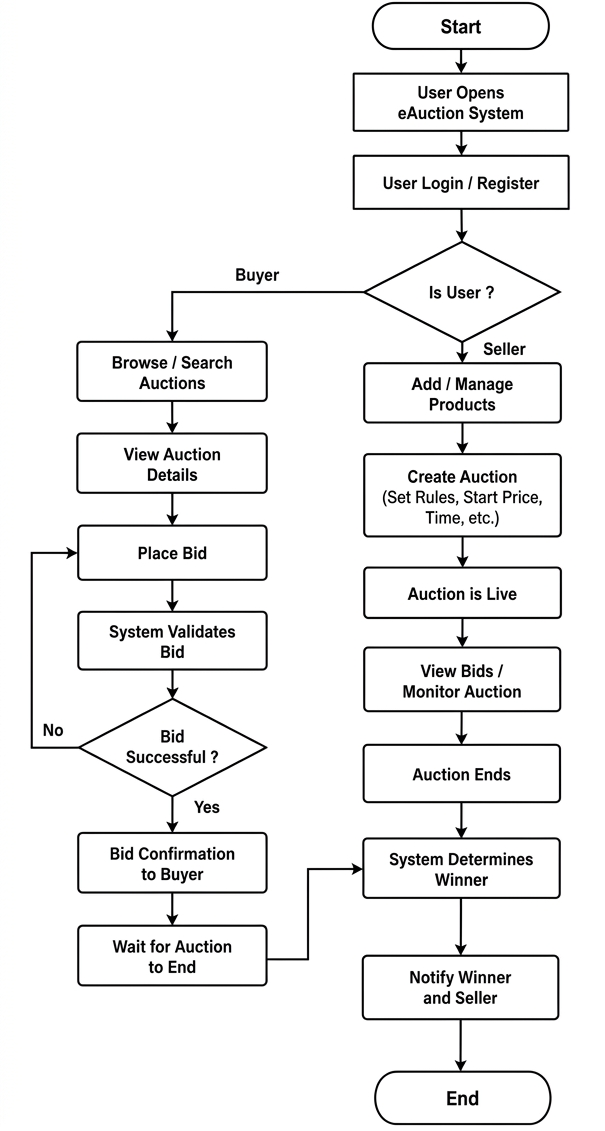 Start
User Opens
eAuction System
User Login / Register
Is User ?
Buyer
Seller
Browse / Search
Auctions
View Auction
Details
Place Bid
System Validates
Bid
Bid
Successful ?
No
Yes
Bid Confirmation
to Buyer
Wait for Auction
to End
Add / Manage
Products
Create Auction
(Set Rules, Start Price,
Time, etc.)
Auction is Live
View Bids /
Monitor Auction
Auction Ends
System Determines
Winner
Notify Winner
and Seller
End